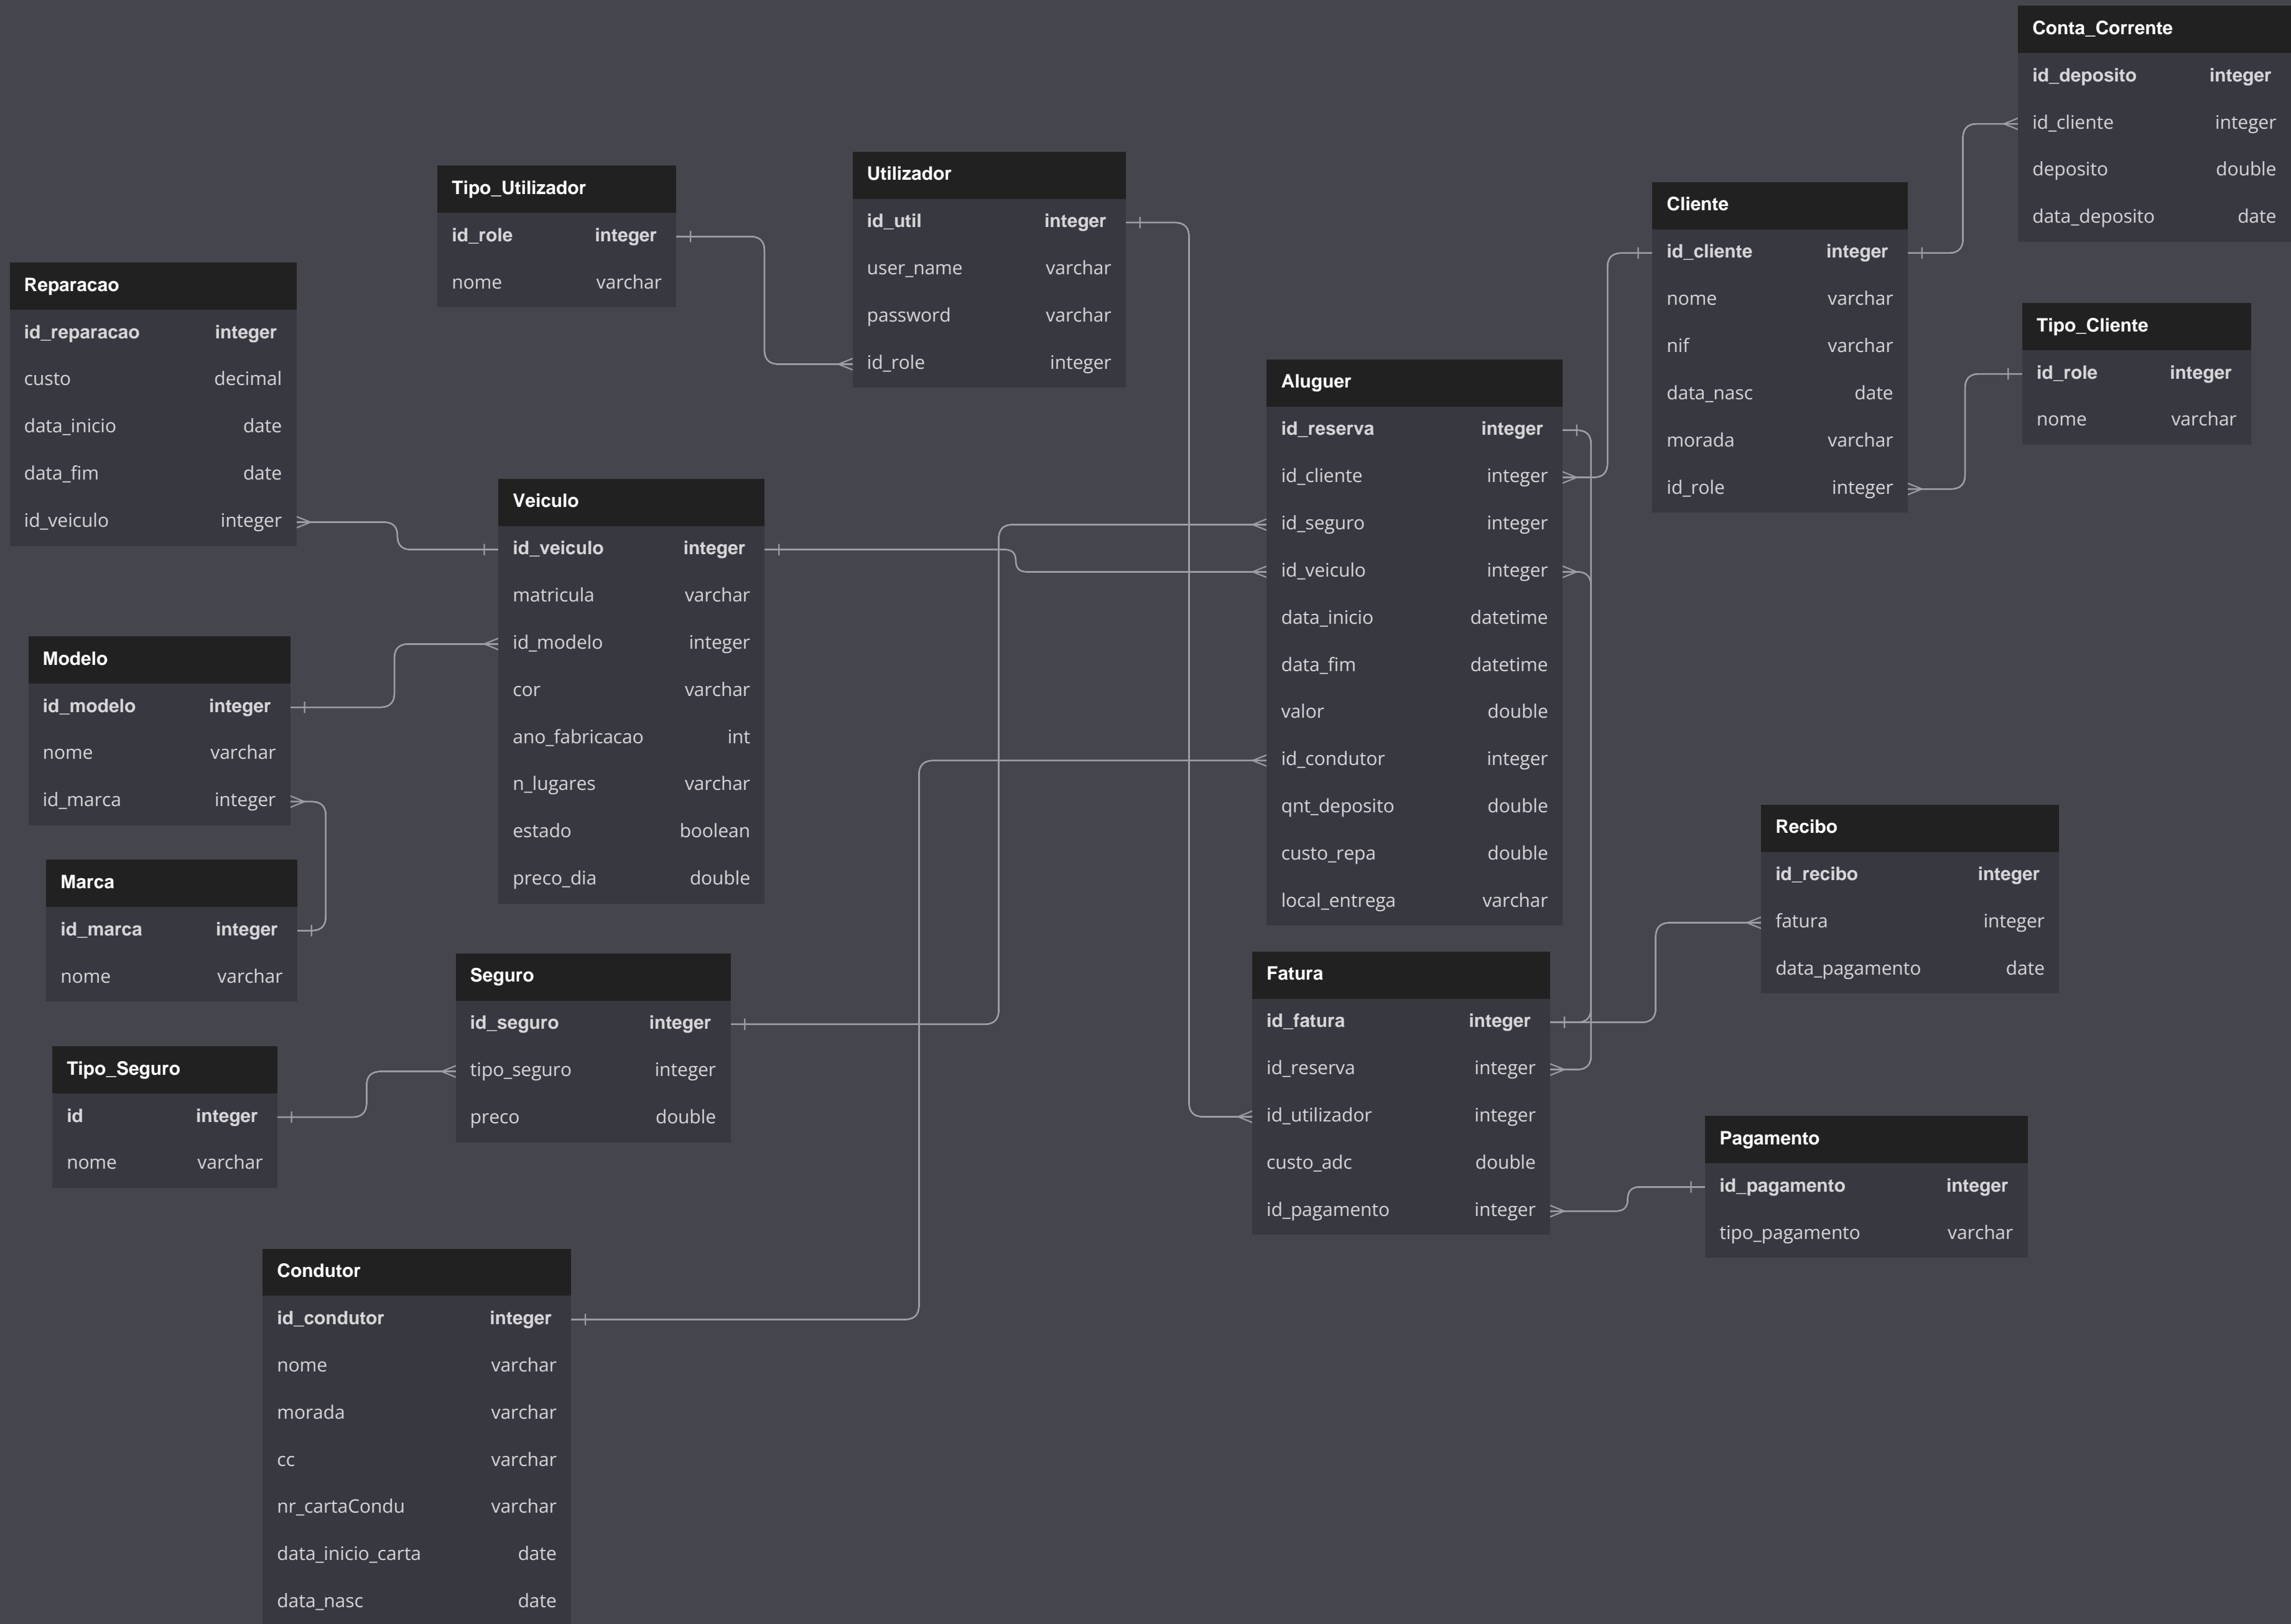 Conta_Corrente
id_deposito integer
id_cliente integer
deposito double
data_deposito date
Tipo_Utilizador
id_role integer
nome varchar
Utilizador
id_util integer
user_name varchar
password varchar
id_role integer
Cliente
id_cliente integer
nome varchar
nif varchar
data_nasc date
morada varchar
id_role integer
Tipo_Cliente
id_role integer
nome varchar
Reparacao
id_reparacao integer
custo decimal
data_inicio date
data_fim date
id_veiculo integer
Veiculo
id_veiculo integer
matricula varchar
id_modelo integer
cor varchar
ano_fabricacao int
n_lugares varchar
estado boolean
preco_dia double
Aluguer
id_reserva integer
id_cliente integer
id_seguro integer
id_veiculo integer
data_inicio datetime
data_fim datetime
valor double
id_condutor integer
qnt_deposito double
custo_repa double
local_entrega varchar
Modelo
id_modelo integer
nome varchar
id_marca integer
Marca
id_marca integer
nome varchar
Seguro
id_seguro integer
tipo_seguro integer
preco double
Tipo_Seguro
id integer
nome varchar
Recibo
id_recibo integer
fatura integer
data_pagamento date
Fatura
id_fatura integer
id_reserva integer
id_utilizador integer
custo_adc double
id_pagamento integer
Pagamento
id_pagamento integer
tipo_pagamento varchar
Condutor
id_condutor integer
nome varchar
morada varchar
cc varchar
nr_cartaCondu varchar
data_inicio_carta date
data_nasc date